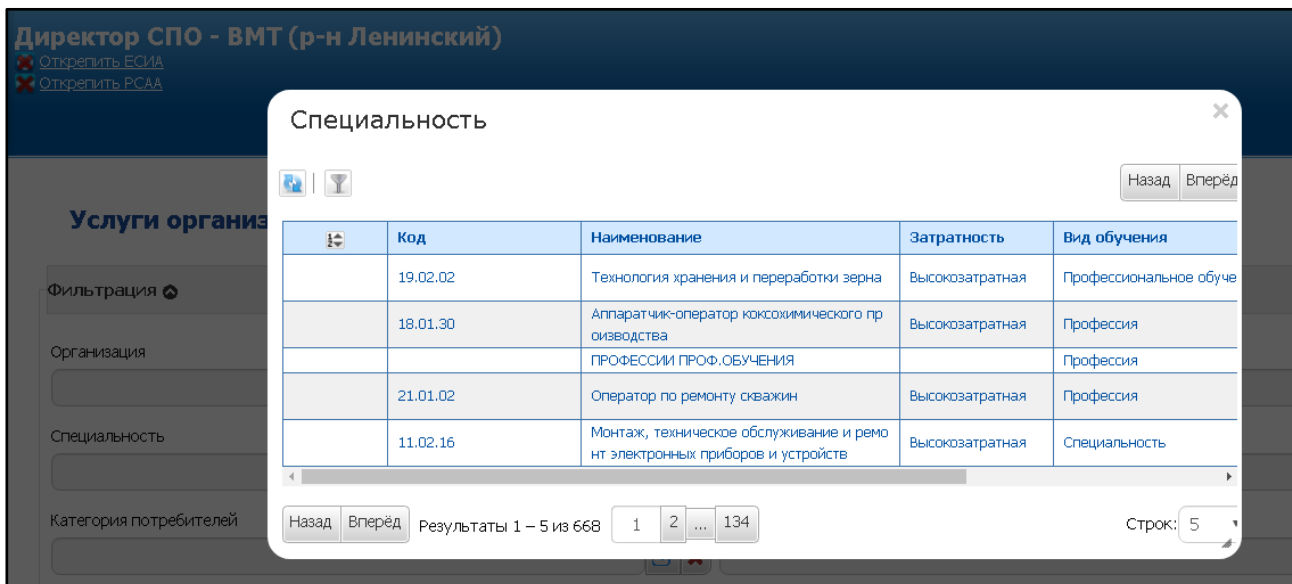 Директор СПО - ВМТ (р-н Ленинский)
Открепить ЕСИА
Открепить РСАА
Специальность
Назад Вперёд
Услуги организ
Код Наименование Затратность Вид обучения
19.02.02 Технология хранения и переработки зерна Высокозатратная Профессиональное обуче
Фильтрация
18.01.30 Аппаратчик-оператор коксохимического пр
оизводства Высокозатратная Профессия
Организация
ПРОФЕССИИ ПРОФ.ОБУЧЕНИЯ Профессия
21.01.02 Оператор по ремонту скважин Высокозатратная Профессия
Специальность
11.02.16 Монтаж, техническое обслуживание и ремо
нт электронных приборов и устройств Высокозатратная Специальность
Категория потребителей
Назад Вперёд Результаты 1 – 5 из 668 1 2 ... 134 Строк: 5